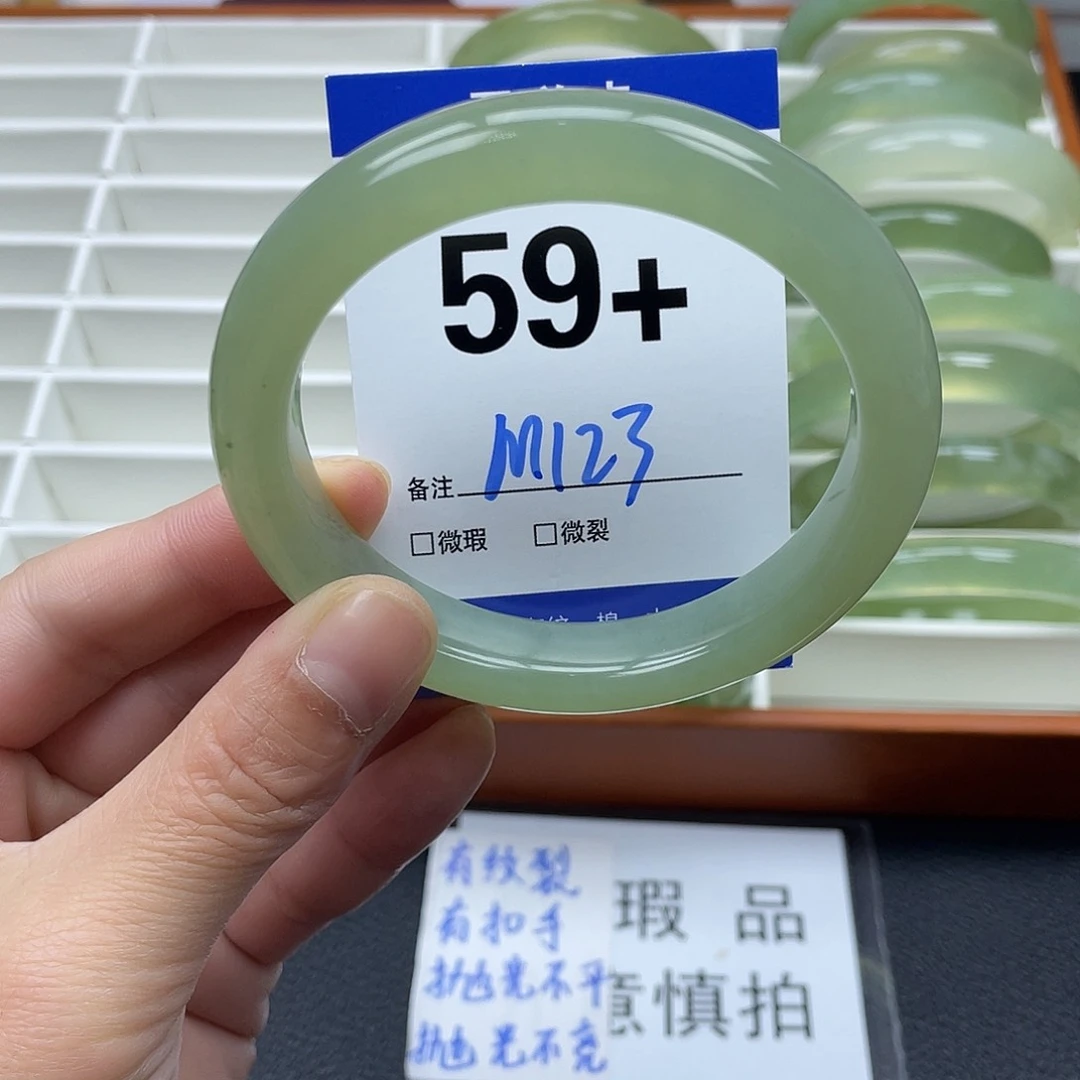 59+
M123
备注
□微瑕 □微裂
有纹裂
有扣手
抛光不平
抛光不亮
瑕 品
意慎拍